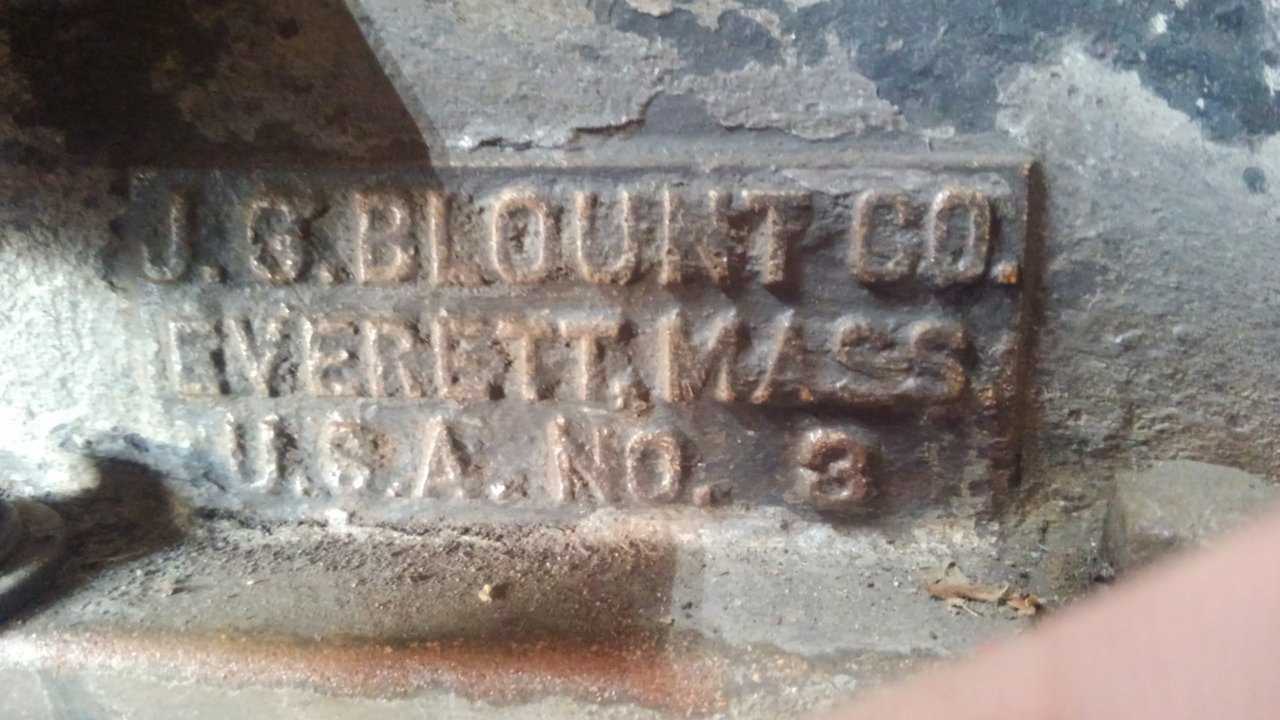 J.G.BLOUNT CO.
EVERETT, MASS
U.S.A. NO. 3